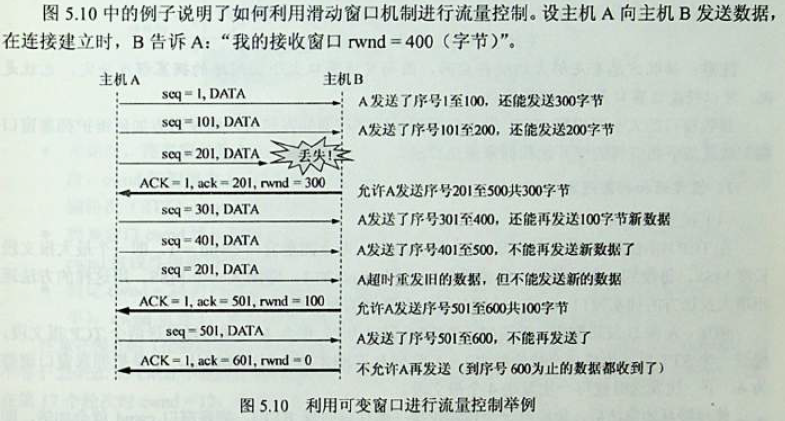 图 5.10 中的例子说明了如何利用滑动窗口机制进行流量控制。设主机 A 向主机 B 发送数据，
在连接建立时，B 告诉 A：“我的接收窗口 rwnd = 400（字节）”。
主机A 主机B
seq = 1, DATA A发送了序号1至100，还能发送300字节
seq = 101, DATA A发送了序号101至200，还能发送200字节
seq = 201, DATA 丢失!
ACK = 1, ack = 201, rwnd = 300 允许A发送序号201至500共300字节
seq = 301, DATA A发送了序号301至400，还能再发送100字节新数据
seq = 401, DATA A发送了序号401至500，不能再发送新数据了
seq = 201, DATA A超时重发旧的数据，但不能发送新的数据
ACK = 1, ack = 501, rwnd = 100 允许A发送序号501至600共100字节
seq = 501, DATA A发送了序号501至600，不能再发送了
ACK = 1, ack = 601, rwnd = 0 不允许A再发送（到序号 600为止的数据都收到了）
图 5.10 利用可变窗口进行流量控制举例